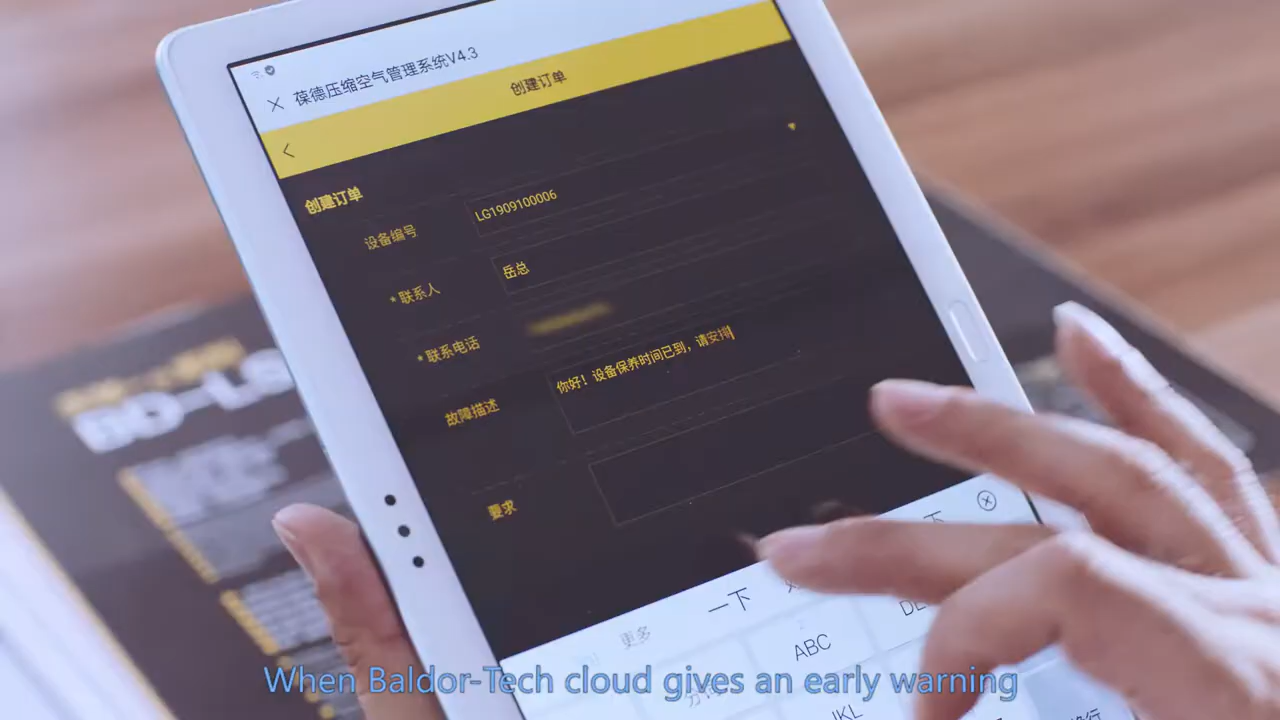 葆德压缩空气管理系统V4.3
创建订单
创建订单
设备编号 LG1909100006
* 联系人 岳总
* 联系电话
故障描述 你好！设备保养时间已到，请安排
要求
更多 一下
ABC
JKL
When Baldor-Tech cloud gives an early warning